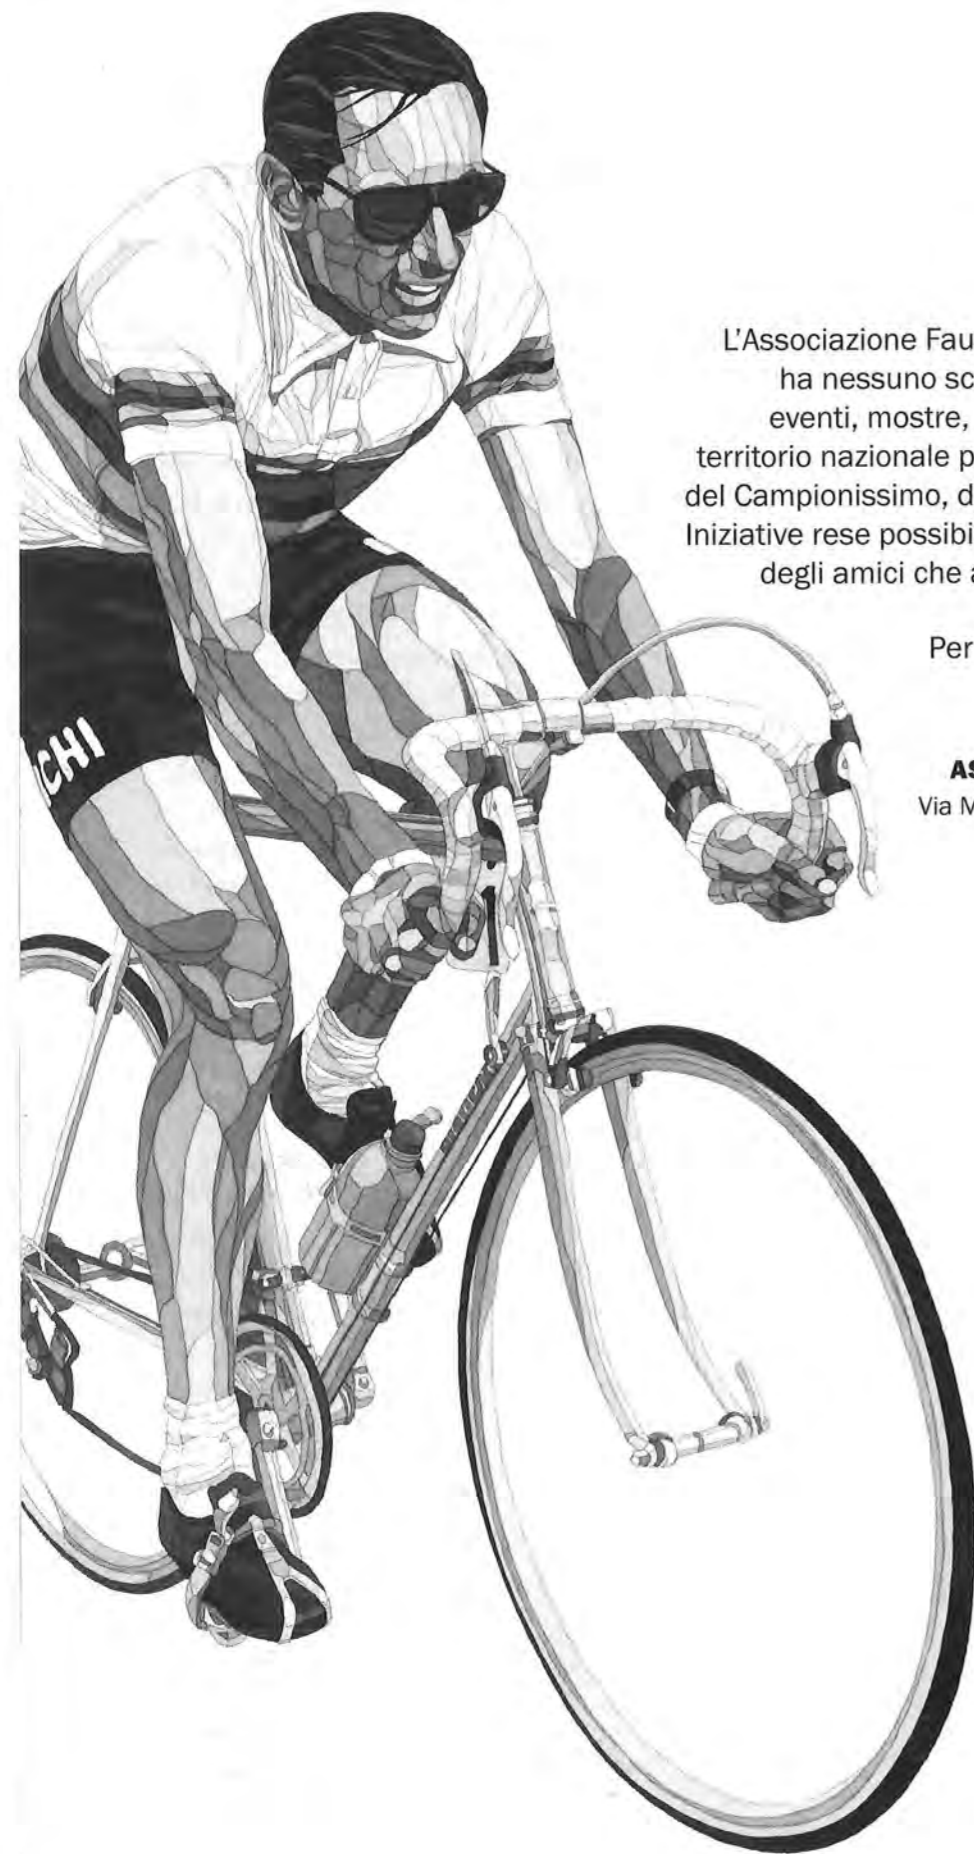 L'Associazione Fau
ha nessuno sc
eventi, mostre,
territorio nazionale p
del Campionissimo, d
Iniziative rese possibi
degli amici che a
Per
AS
Via M
CHI